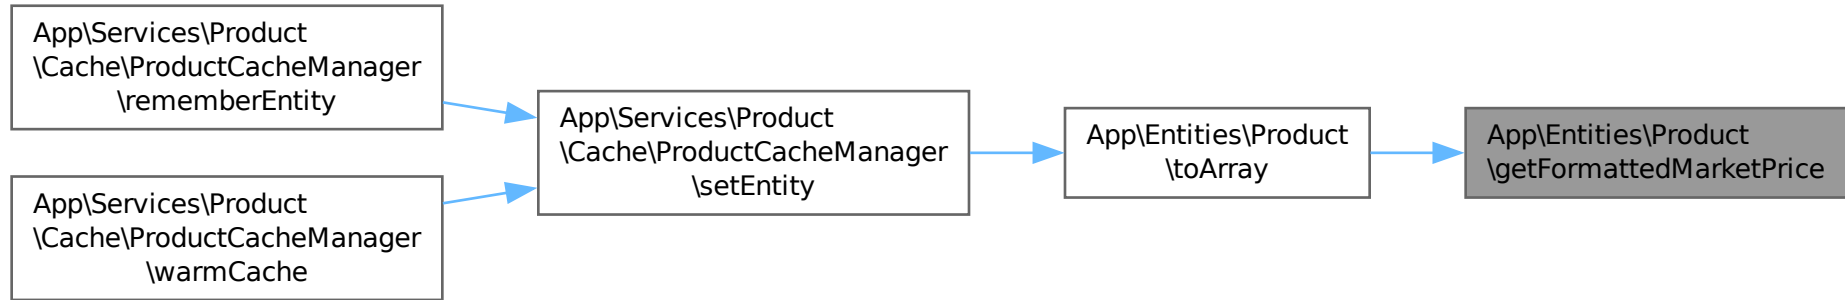 App\Services\Product
\Cache\ProductCacheManager
\rememberEntity
App\Services\Product
\Cache\ProductCacheManager
\warmCache
App\Services\Product
\Cache\ProductCacheManager
\setEntity
App\Entities\Product
\toArray
App\Entities\Product
\getFormattedMarketPrice